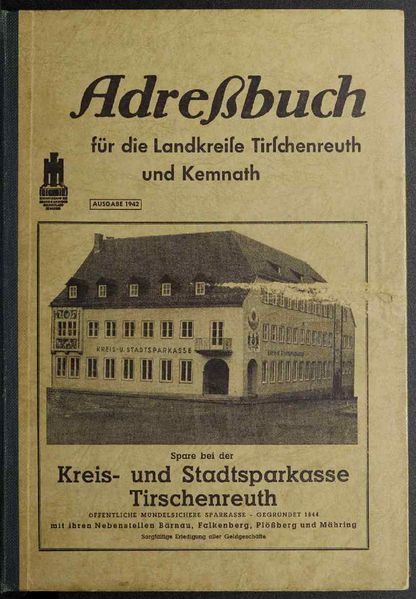 Adreßbuch
für die Landkreise Tirschenreuth
und Kemnath
AUSGABE 1942
KREIS- U. STADTSPARKASSE
Spare bei der
Kreis- und Stadtsparkasse
Tirschenreuth
ÖFFENTLICHE MÜNDELSICHERE SPARKASSE - GEGRÜNDET 1844
mit ihren Nebenstellen Bärnau, Falkenberg, Plößberg und Mähring
Sorgfältige Erledigung aller Geldgeschäfte